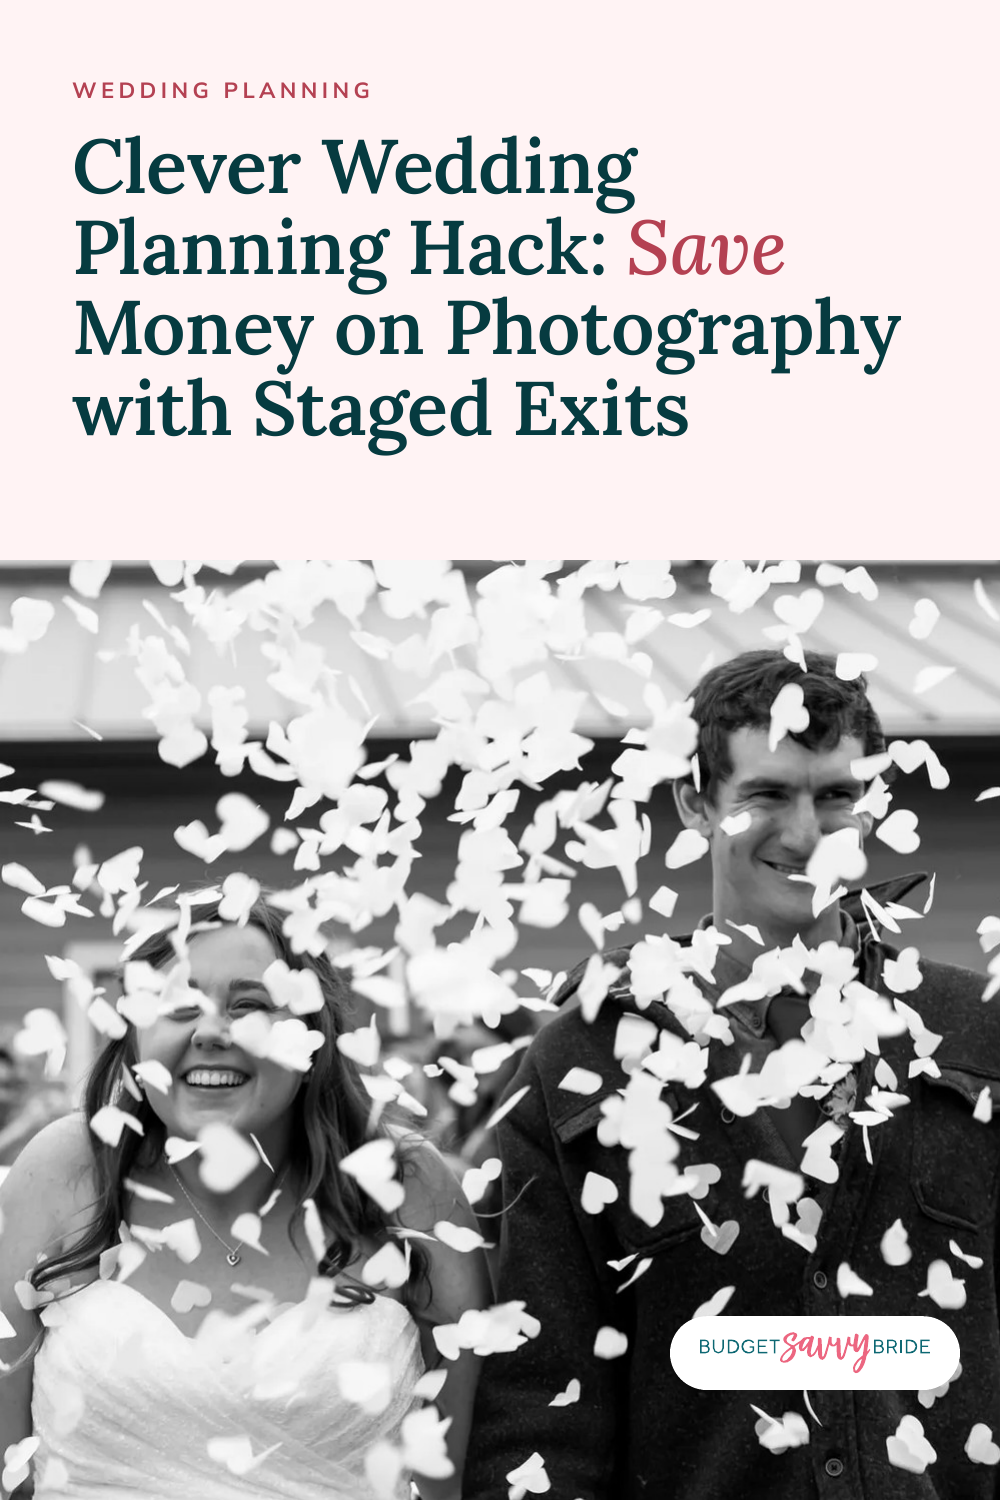 WEDDING PLANNING
Clever Wedding
Planning Hack: Save
Money on Photography
with Staged Exits
BUDGET savvy BRIDE